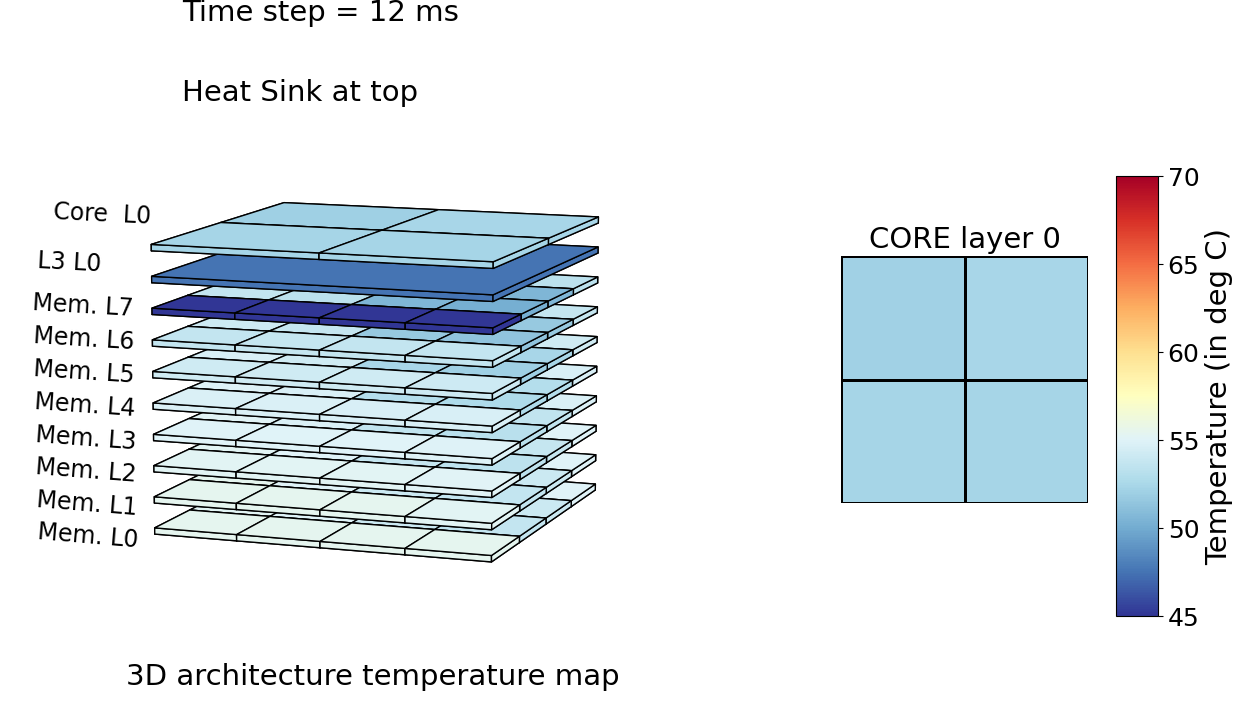 Time step = 12 ms
Heat Sink at top
Core  L0
L3 L0
Mem. L7
Mem. L6
Mem. L5
Mem. L4
Mem. L3
Mem. L2
Mem. L1
Mem. L0
3D architecture temperature map
CORE layer 0
70
65
60
55
50
45
Temperature (in deg C)